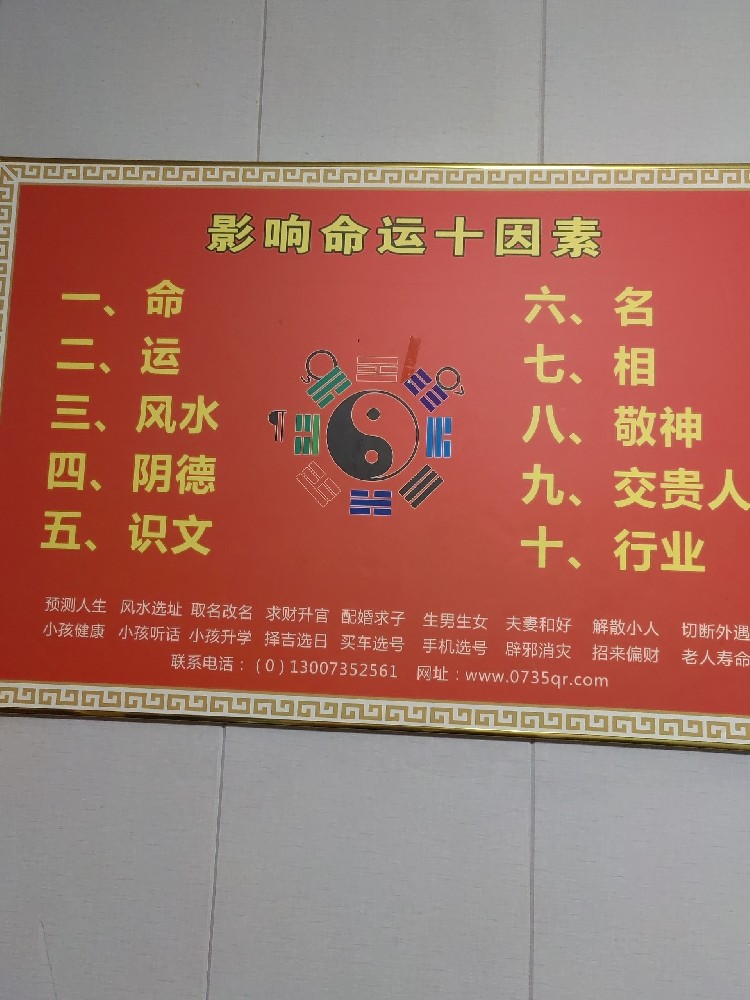 影响命运十因素
一、命
二、运
三、风水
四、阴德
五、识文
六、名
七、相
八、敬神
九、交贵人
十、行业
预测人生 风水选址 取名改名 求财升官 配婚求子 生男生女 夫妻和好 解散小人 切断外遇
小孩健康 小孩听话 小孩升学 择吉选日 买车选号 手机选号 辟邪消灾 招来偏财 老人寿命
联系电话：(0)13007352561 网址：www.0735qr.com